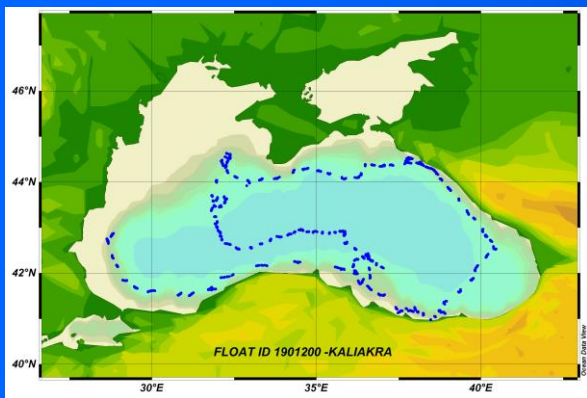 46°N
44°N
42°N
40°N
FLOAT ID 1901200 -KALIAKRA
30°E 35°E 40°E
Ocean Data View